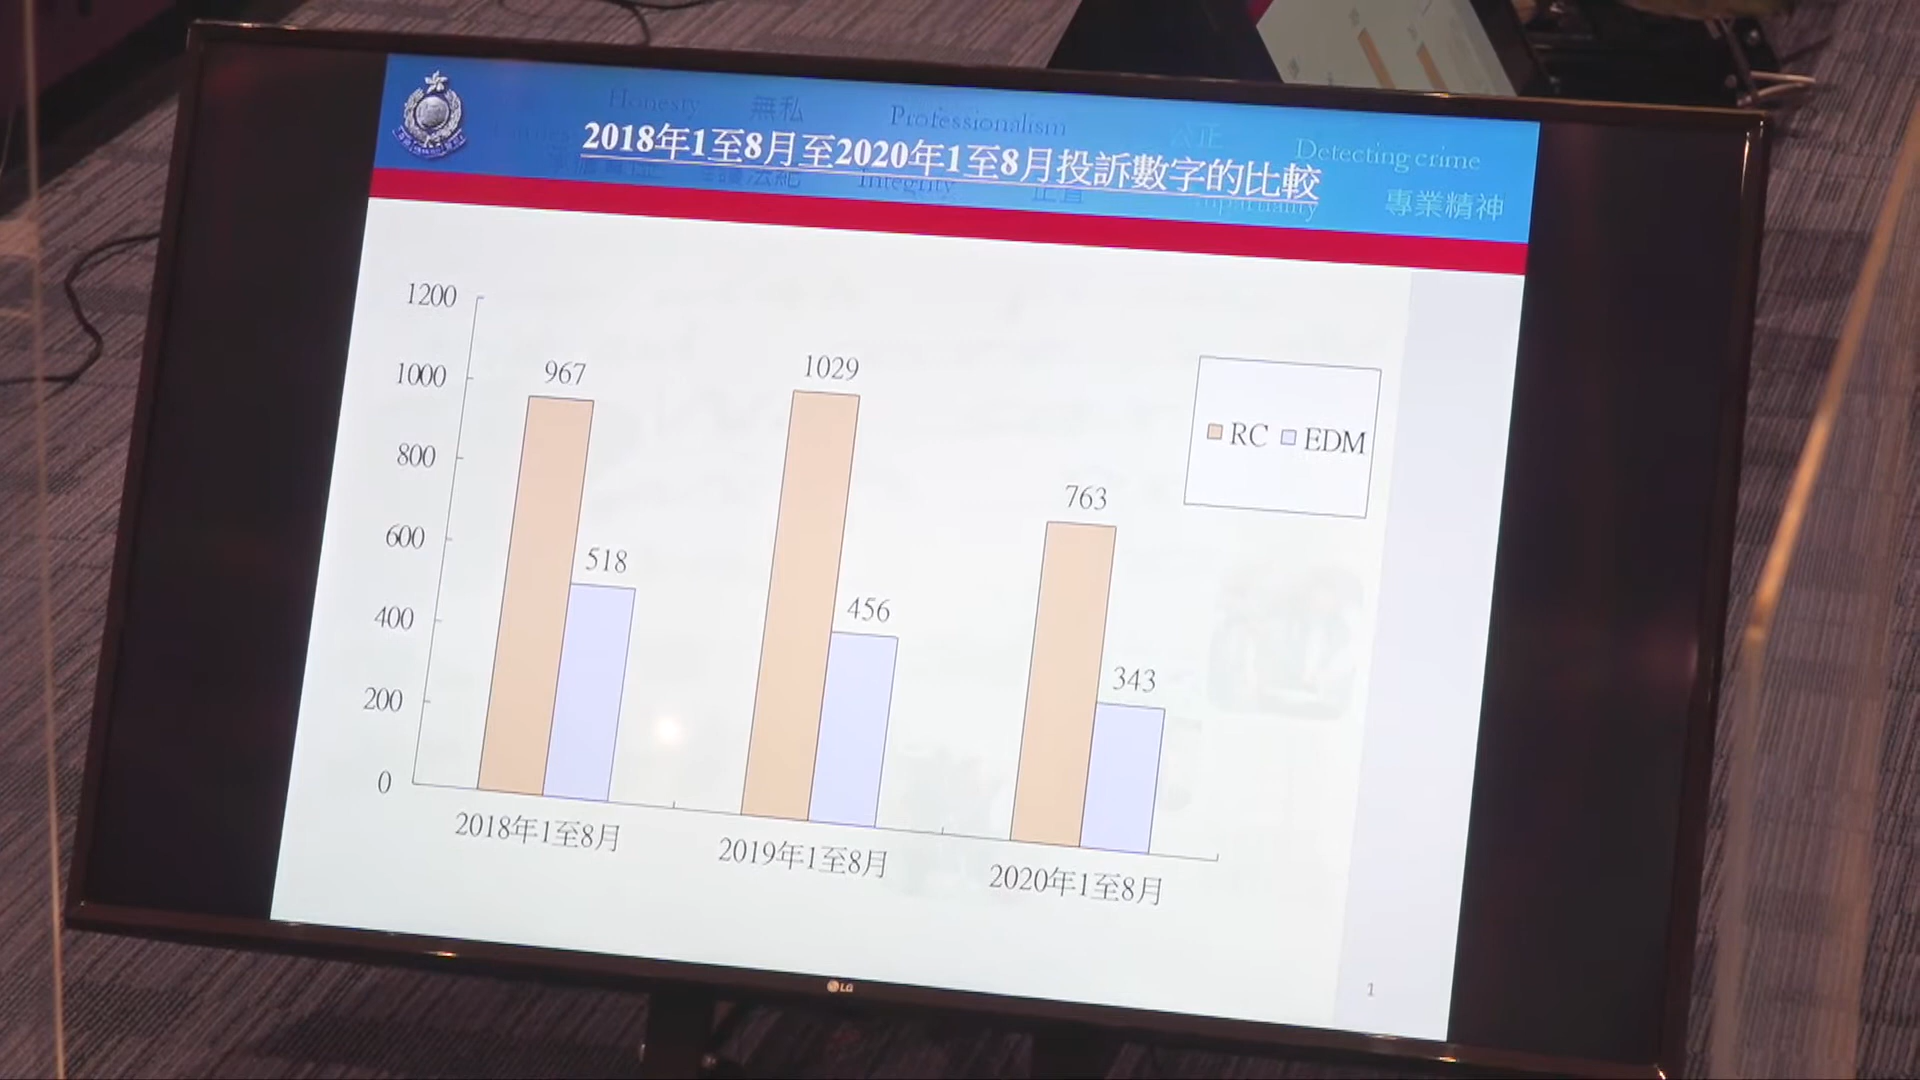 Honesty 無私 Professionalism 公正
Detecting crime
2018年1至8月至2020年1至8月投訴數字的比較
Integrity 正直 Impartiality 專業精神
1200
1000
800
600
400
200
0
967
518
1029
456
763
343
RC EDM
2018年1至8月
2019年1至8月
2020年1至8月
1
LG